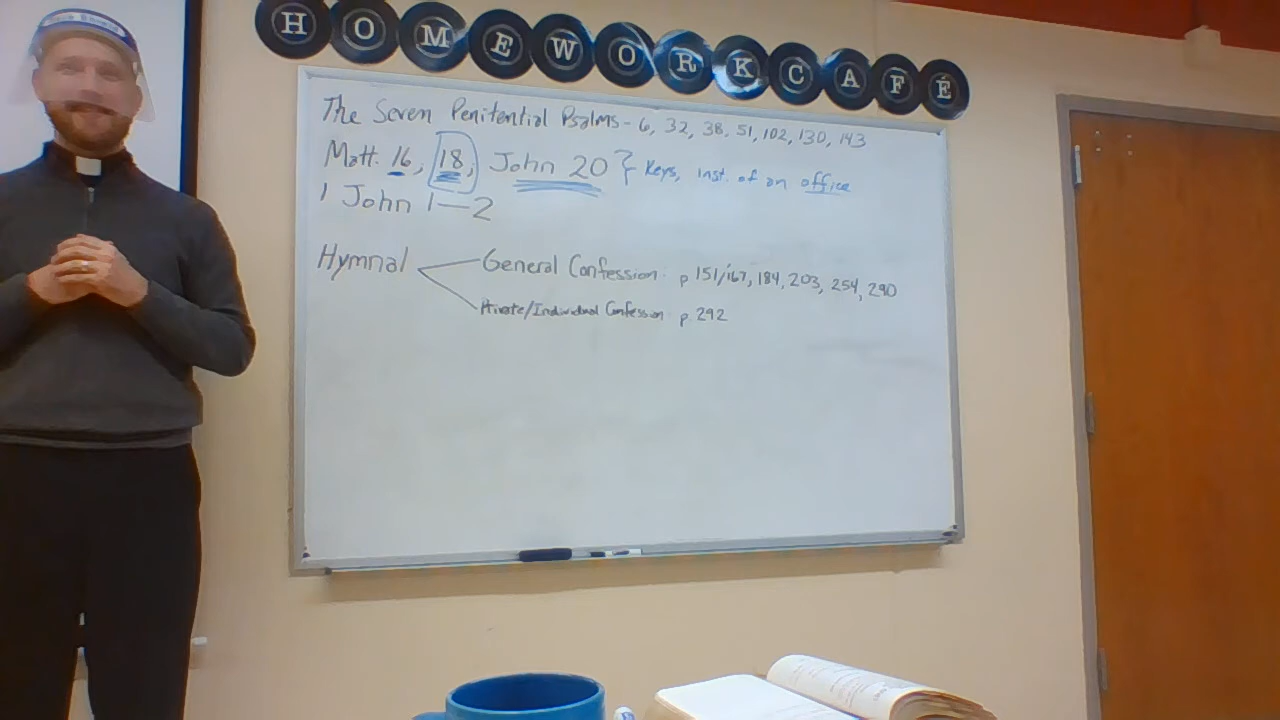 HOMEWORK CAFÉ
The Seven Penitential Psalms - 6, 32, 38, 51, 102, 130, 143
Matt. 16, 18, John 20 } Keys, inst. of an office
1 John 1—2
Hymnal
General Confession: p 151/167, 184, 203, 254, 290
Private/Individual Confession p. 292